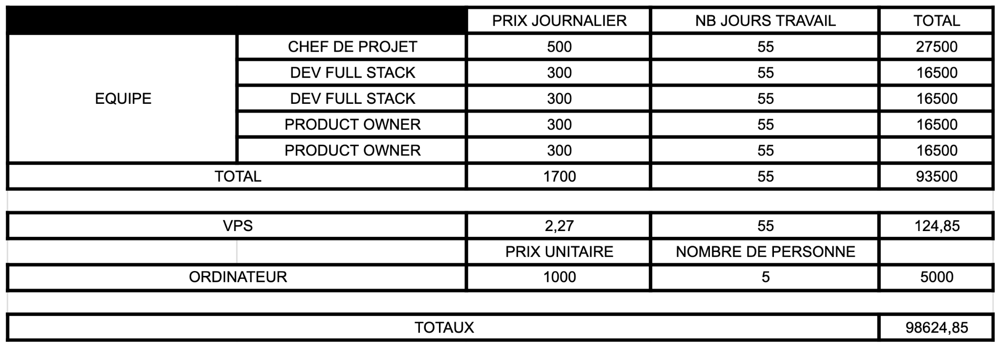 PRIX JOURNALIER NB JOURS TRAVAIL TOTAL
CHEF DE PROJET 500 55 27500
DEV FULL STACK 300 55 16500
EQUIPE DEV FULL STACK 300 55 16500
PRODUCT OWNER 300 55 16500
PRODUCT OWNER 300 55 16500
TOTAL 1700 55 93500
VPS 2,27 55 124,85
PRIX UNITAIRE NOMBRE DE PERSONNE
ORDINATEUR 1000 5 5000
TOTAUX 98624,85